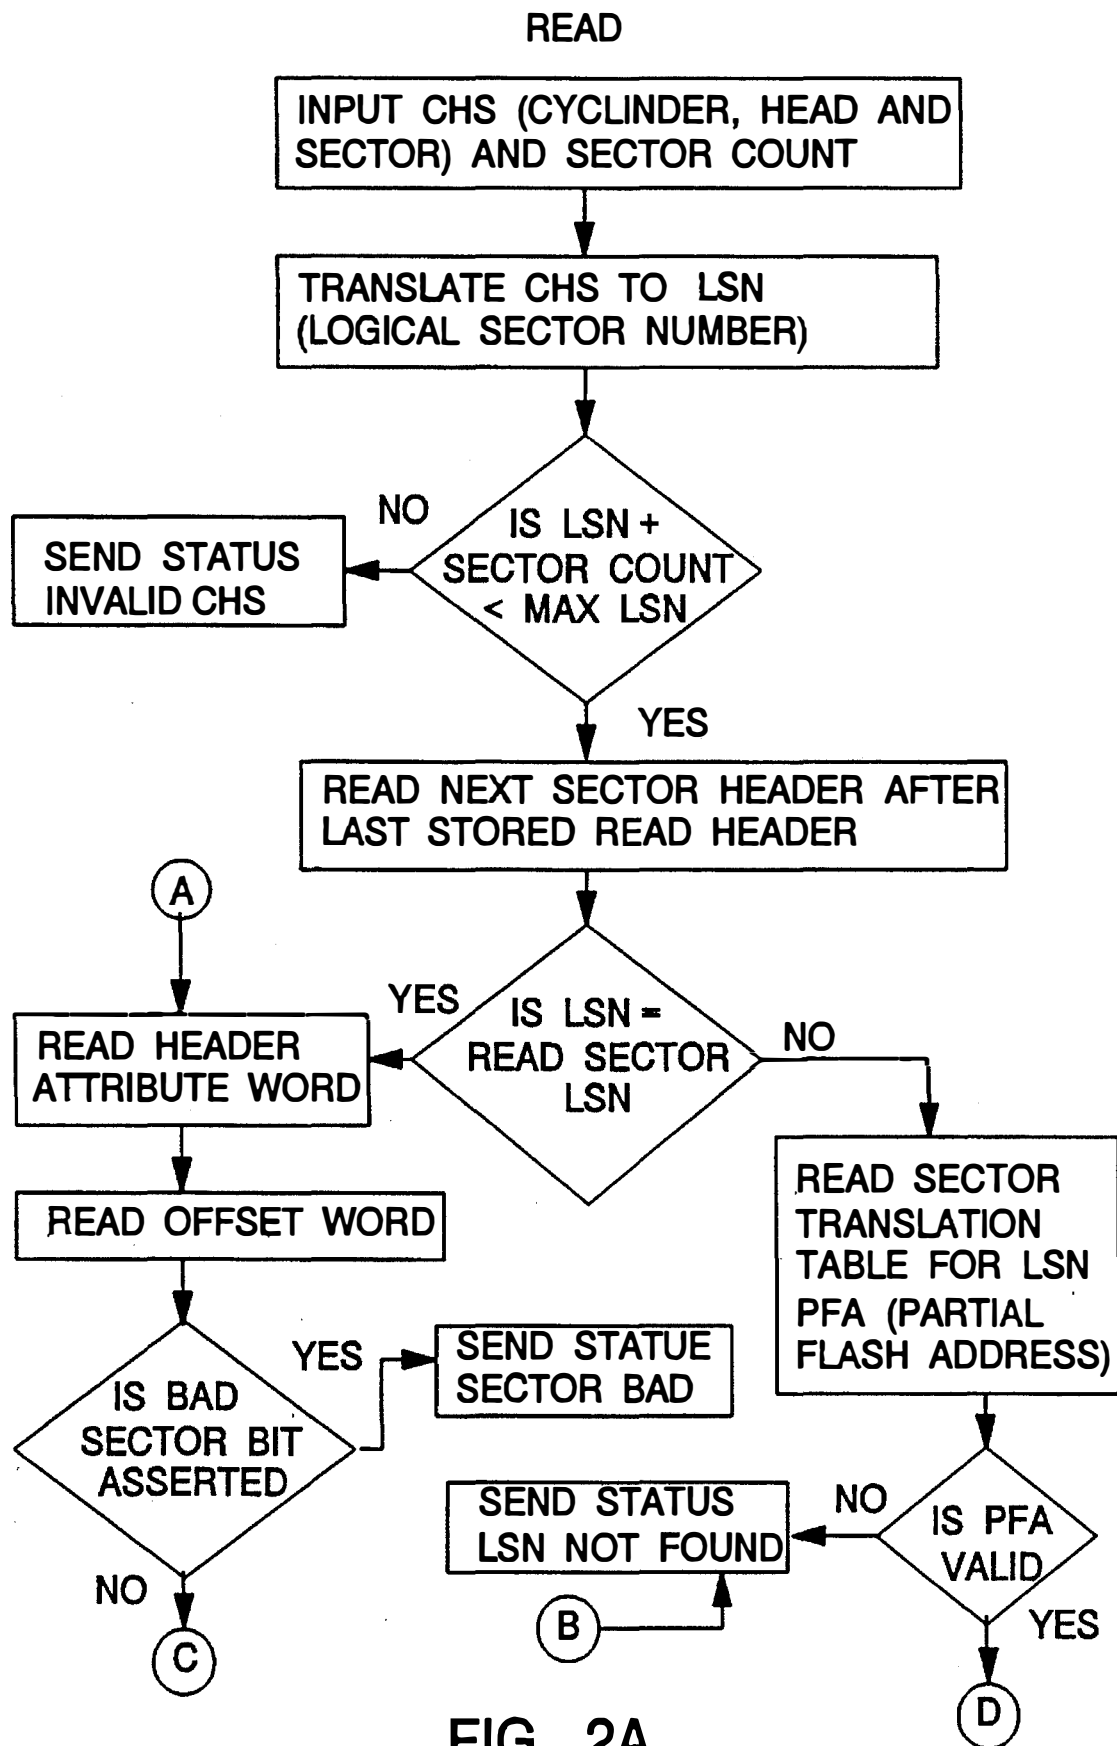 READ
INPUT CHS (CYCLINDER, HEAD AND
SECTOR) AND SECTOR COUNT
TRANSLATE CHS TO LSN
(LOGICAL SECTOR NUMBER)
NO
IS LSN +
SECTOR COUNT
< MAX LSN
SEND STATUS
INVALID CHS
YES
READ NEXT SECTOR HEADER AFTER
LAST STORED READ HEADER
A
YES
IS LSN =
READ SECTOR
LSN
NO
READ HEADER
ATTRIBUTE WORD
READ OFFSET WORD
READ SECTOR
TRANSLATION
TABLE FOR LSN
PFA (PARTIAL
FLASH ADDRESS)
YES
SEND STATUE
SECTOR BAD
IS BAD
SECTOR BIT
ASSERTED
SEND STATUS
LSN NOT FOUND
NO
IS PFA
VALID
NO
B
YES
C
D
FIG. 2A